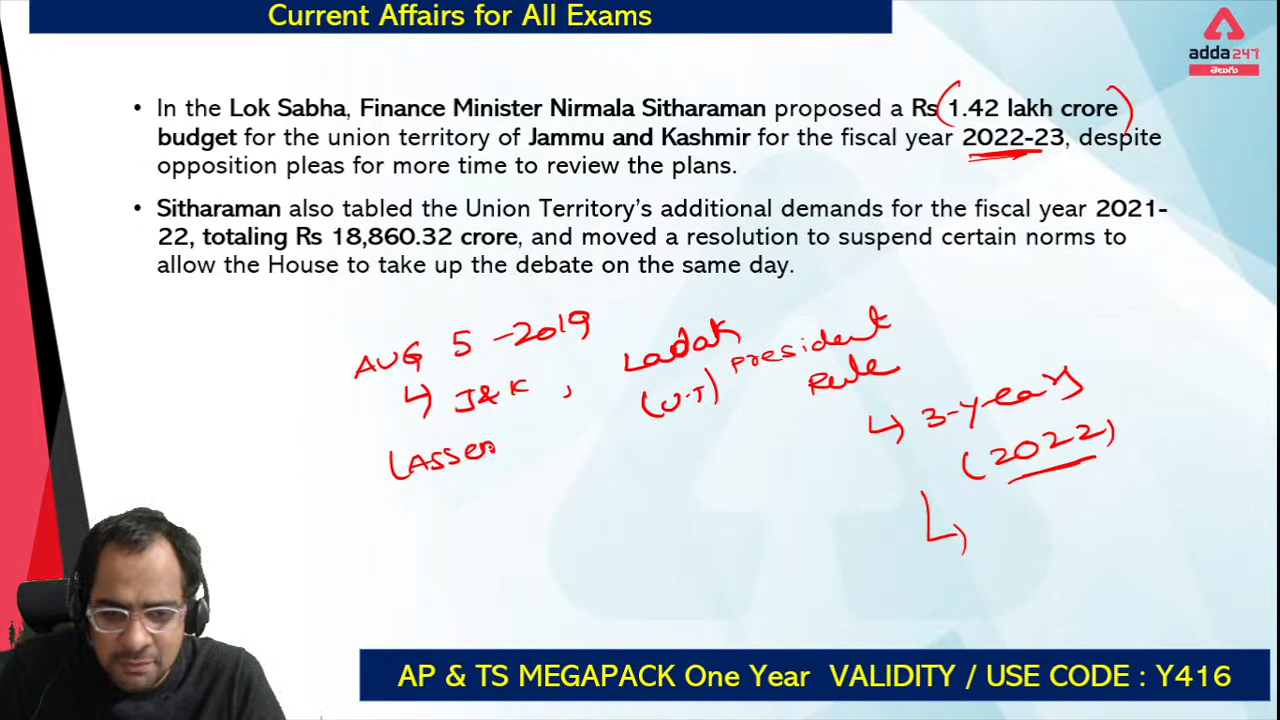 Current Affairs for All Exams
adda247
తెలుగు
• In the Lok Sabha, Finance Minister Nirmala Sitharaman proposed a Rs 1.42 lakh crore
budget for the union territory of Jammu and Kashmir for the fiscal year 2022-23, despite
opposition pleas for more time to review the plans.
• Sitharaman also tabled the Union Territory's additional demands for the fiscal year 2021-
22, totaling Rs 18,860.32 crore, and moved a resolution to suspend certain norms to
allow the House to take up the debate on the same day.
AUG 5 -2019
J&K , Ladak
(U.T)
President
Rule
3-years
(2022)
(Assem
AP & TS MEGAPACK One Year VALIDITY / USE CODE : Y416